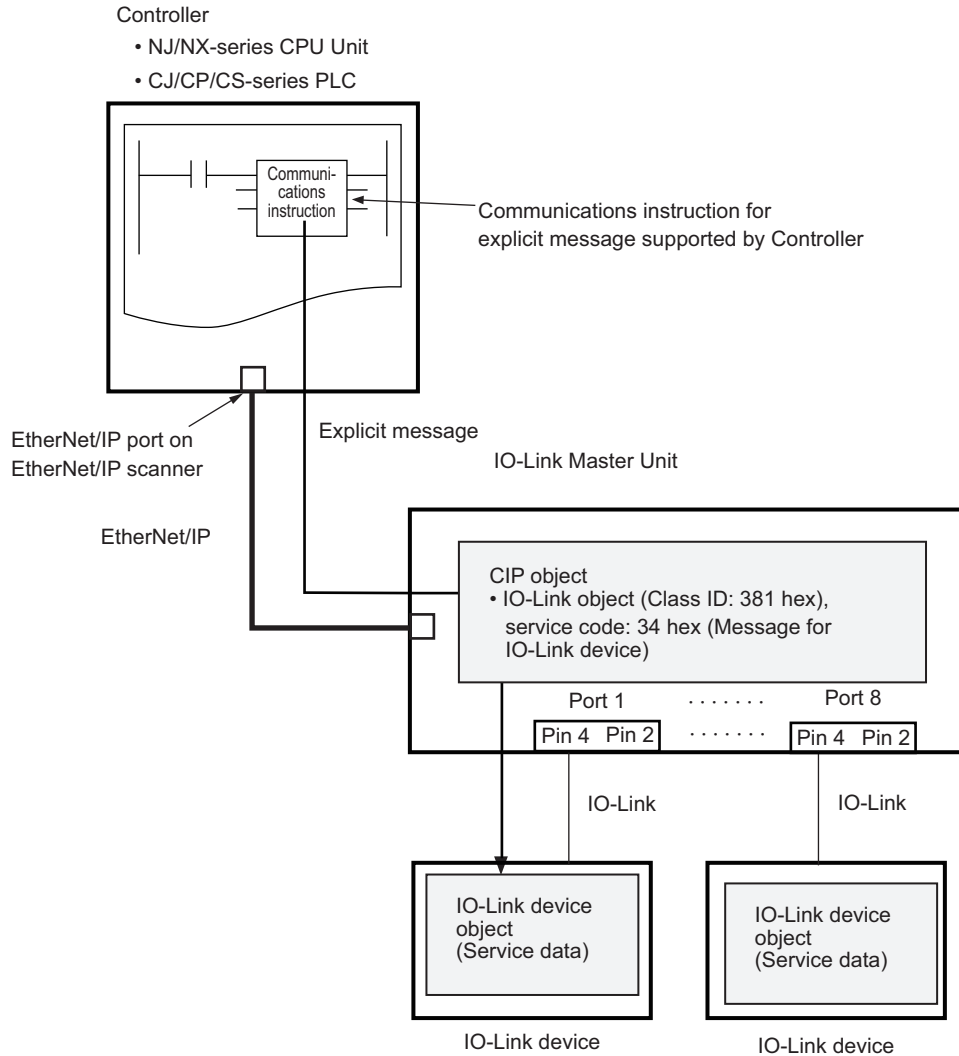 Controller
• NJ/NX-series CPU Unit
• CJ/CP/CS-series PLC
Communi-
cations
instruction
Communications instruction for
explicit message supported by Controller
EtherNet/IP port on
EtherNet/IP scanner
Explicit message
IO-Link Master Unit
EtherNet/IP
CIP object
• IO-Link object (Class ID: 381 hex),
service code: 34 hex (Message for
IO-Link device)
Port 1 . . . . . . . Port 8
Pin 4 Pin 2 . . . . . . . Pin 4 Pin 2
IO-Link
IO-Link
IO-Link device
object
(Service data)
IO-Link device
object
(Service data)
IO-Link device
IO-Link device